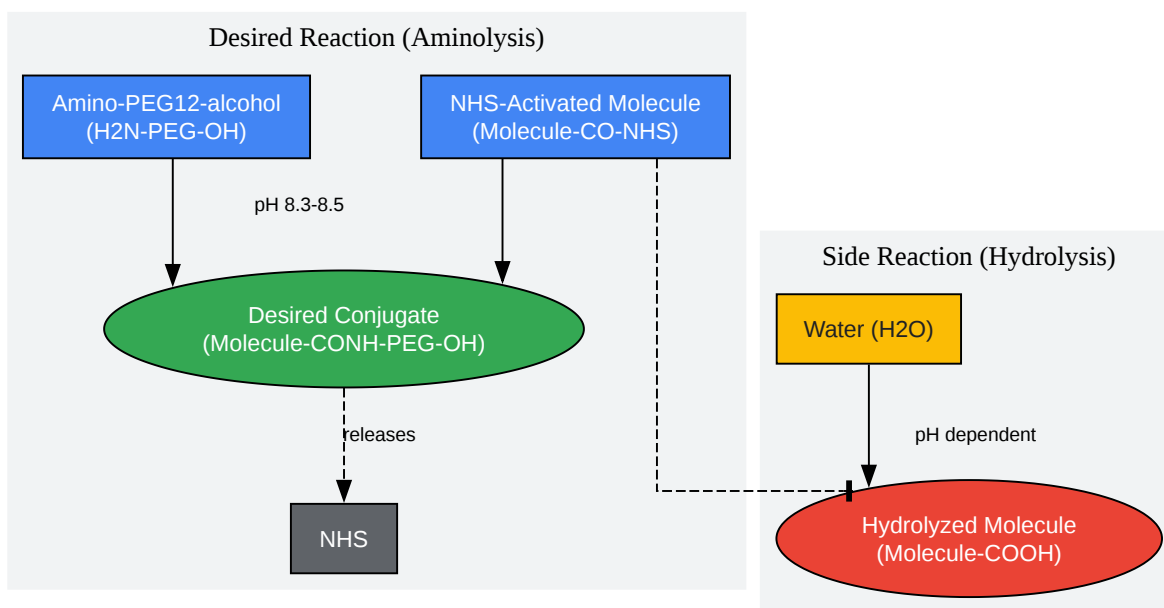 Desired Reaction (Aminolysis)
Amino-PEG12-alcohol
(H2N-PEG-OH)
NHS-Activated Molecule
(Molecule-CO-NHS)
pH 8.3-8.5
Desired Conjugate
(Molecule-CONH-PEG-OH)
releases
NHS
Side Reaction (Hydrolysis)
Water (H2O)
pH dependent
Hydrolyzed Molecule
(Molecule-COOH)